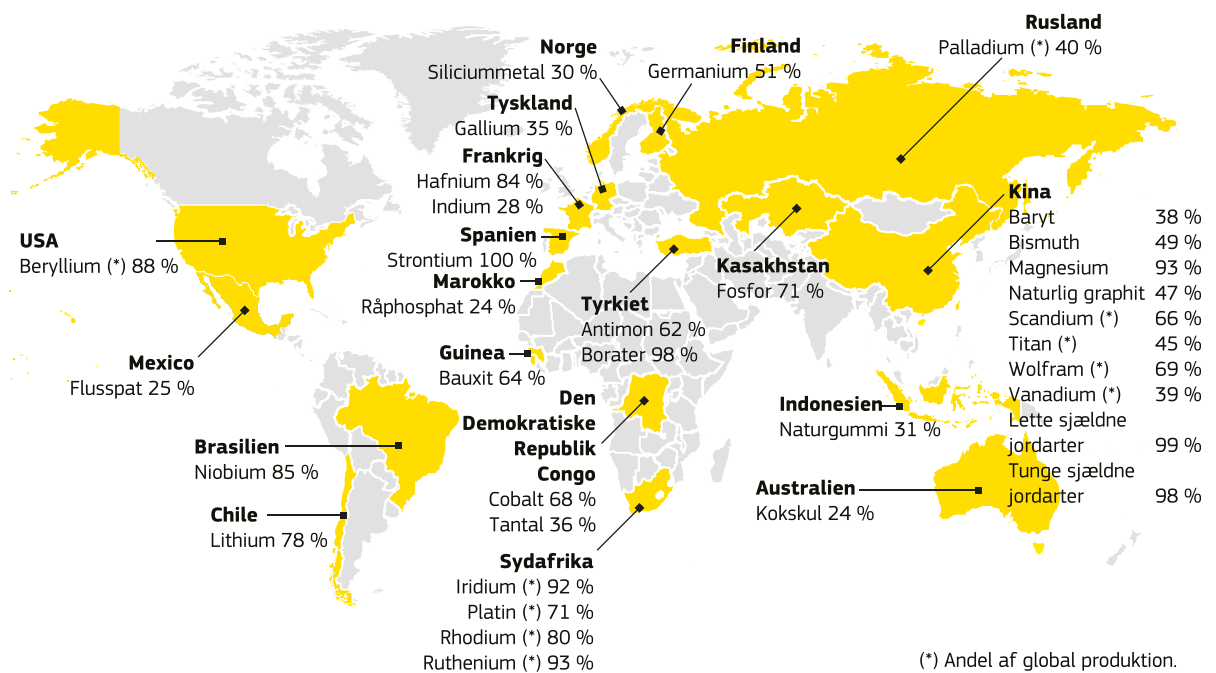 Rusland
Palladium (*) 40 %
Norge
Siliciummetal 30 %
Finland
Germanium 51 %
Tyskland
Gallium 35 %
Frankrig
Hafnium 84 %
Indium 28 %
Spanien
Strontium 100 %
Marokko
Råphosphat 24 %
USA
Beryllium (*) 88 %
Mexico
Flusspat 25 %
Tyrkiet
Antimon 62 %
Borater 98 %
Kasakhstan
Fosfor 71 %
Kina
Baryt 38 %
Bismuth 49 %
Magnesium 93 %
Naturlig graphit 47 %
Scandium (*) 66 %
Titan (*) 45 %
Wolfram (*) 69 %
Vanadium (*) 39 %
Lette sjældne
jordarter 99 %
Tunge sjældne
jordarter 98 %
Guinea
Bauxit 64 %
Den
Demokratiske
Republik
Congo
Cobalt 68 %
Tantal 36 %
Indonesien
Naturgummi 31 %
Brasilien
Niobium 85 %
Chile
Lithium 78 %
Australien
Kokskul 24 %
Sydafrika
Iridium (*) 92 %
Platin (*) 71 %
Rhodium (*) 80 %
Ruthenium (*) 93 %
(*) Andel af global produktion.